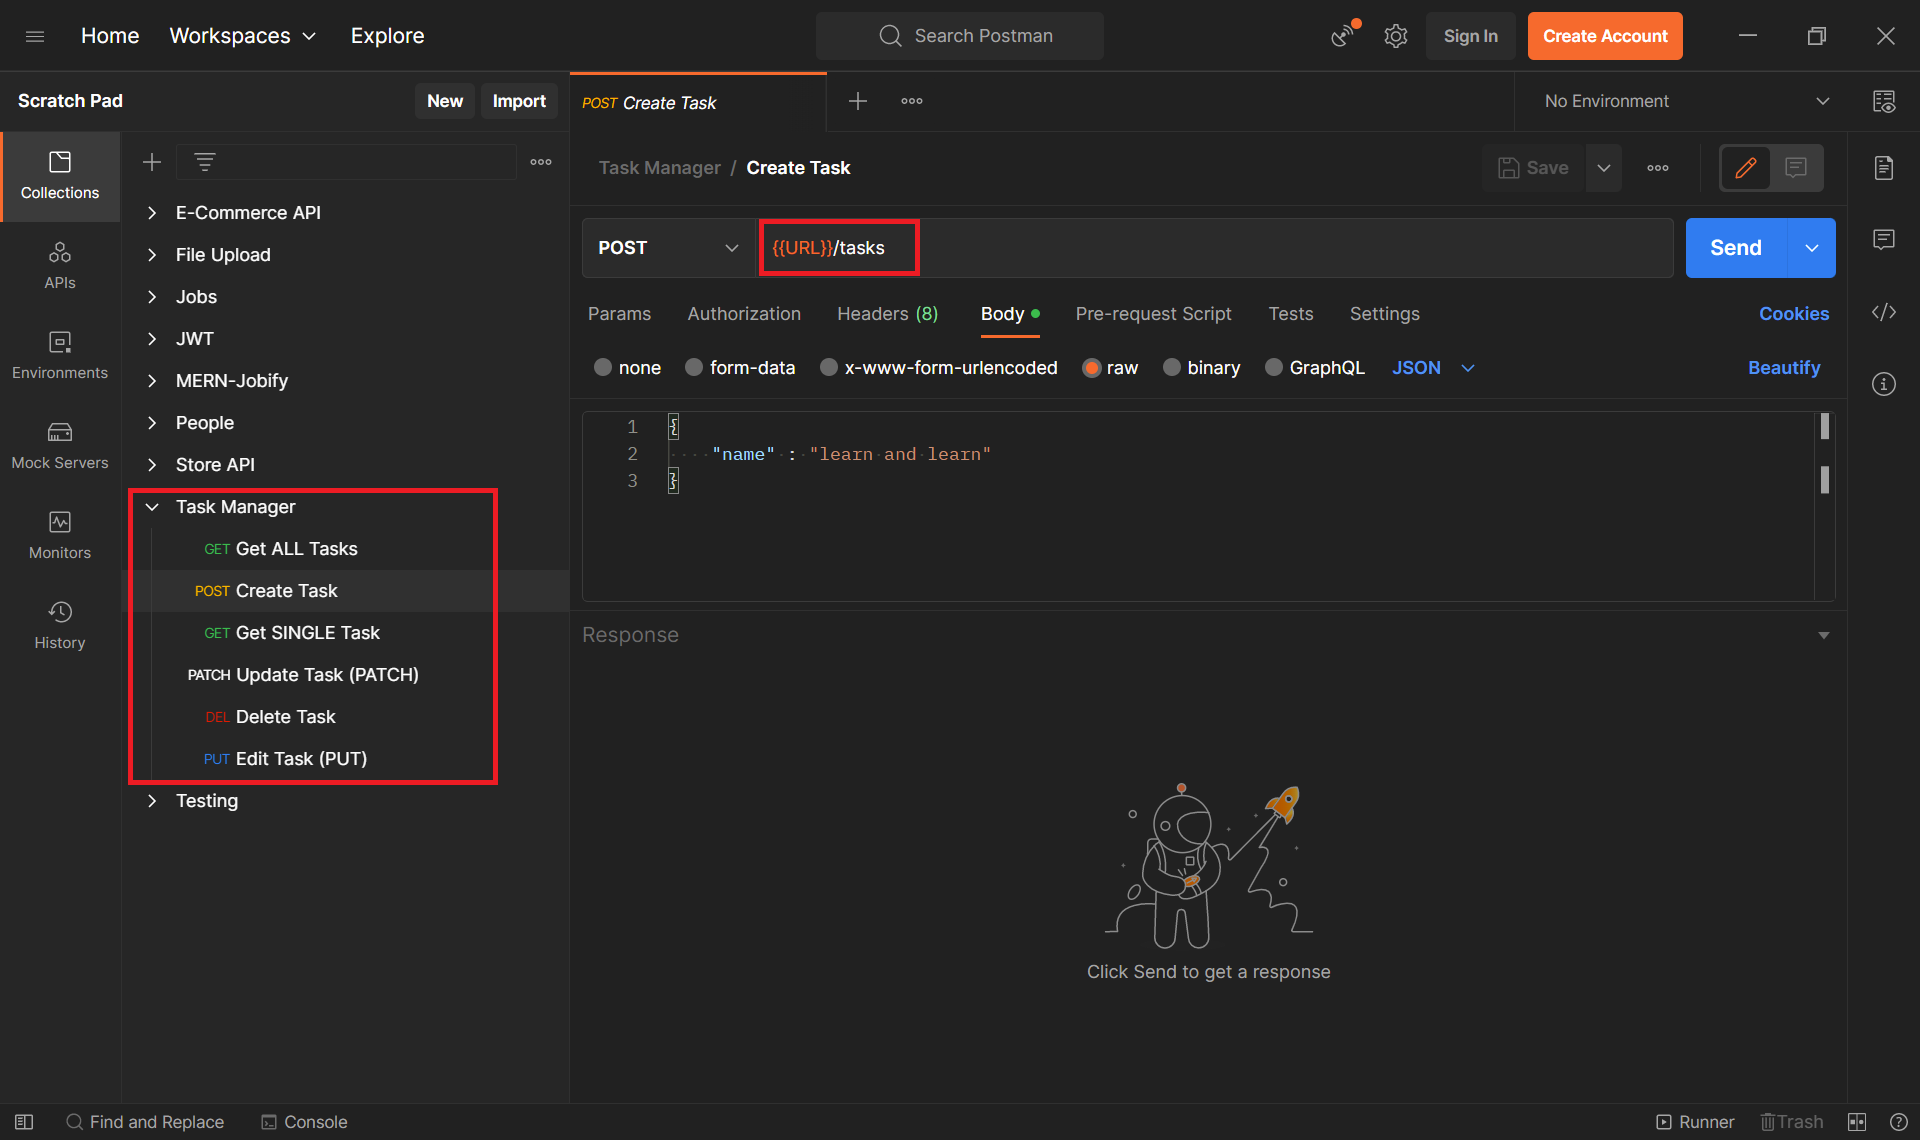 Home Workspaces Explore Search Postman Sign In Create Account
Scratch Pad New Import
POST Create Task
No Environment
Collections
APIs
Environments
Mock Servers
Monitors
History
E-Commerce API
File Upload
Jobs
JWT
MERN-Jobify
People
Store API
Task Manager
GET Get ALL Tasks
POST Create Task
GET Get SINGLE Task
PATCH Update Task (PATCH)
DEL Delete Task
PUT Edit Task (PUT)
Testing
Task Manager / Create Task Save
POST {{URL}}/tasks Send
Params Authorization Headers (8) Body Pre-request Script Tests Settings Cookies
none form-data x-www-form-urlencoded raw binary GraphQL JSON Beautify
1 {
2 "name" : "learn and learn"
3 }
Response
Click Send to get a response
Find and Replace Console Runner Trash